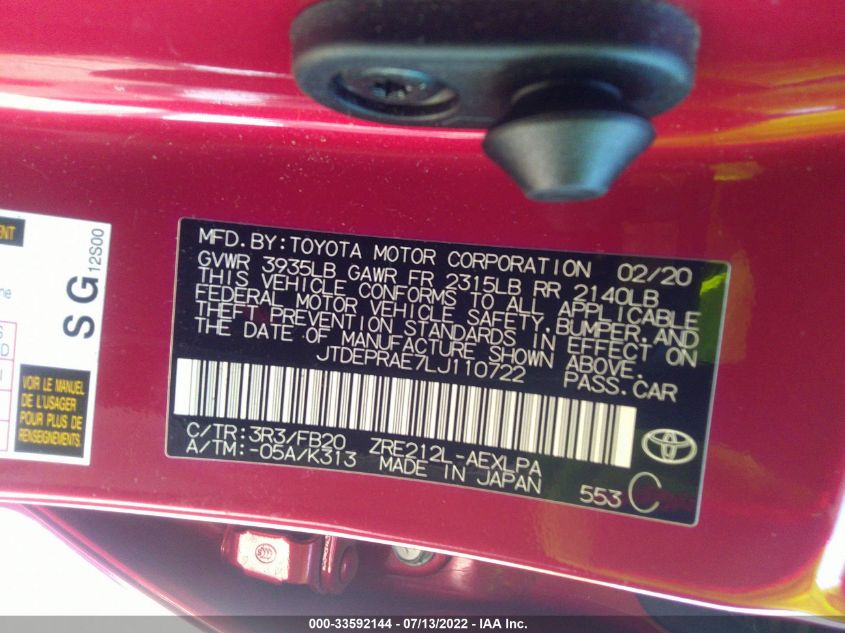 MFD.BY:TOYOTA MOTOR CORPORATION 02/20
GVWR 3935LB GAWR FR 2315LB RR 2140LB
THIS VEHICLE CONFORMS TO ALL APPLICABLE
FEDERAL MOTOR VEHICLE SAFETY,BUMPER,AND
THEFT PREVENTION STANDARDS IN EFFECT ON
THE DATE OF MANUFACTURE SHOWN ABOVE.
JTDEPRAE7LJ110722 PASS.CAR
C/TR:3R3/FB20 ZRE212L-AEXLPA
A/TM:-05A/K313 MADE IN JAPAN
553 C
SG
12S00
VOIR LE MANUEL
DE L'USAGER
POUR PLUS DE
RENSEIGNEMENTS.
000-33592144 - 07/13/2022 - IAA Inc.